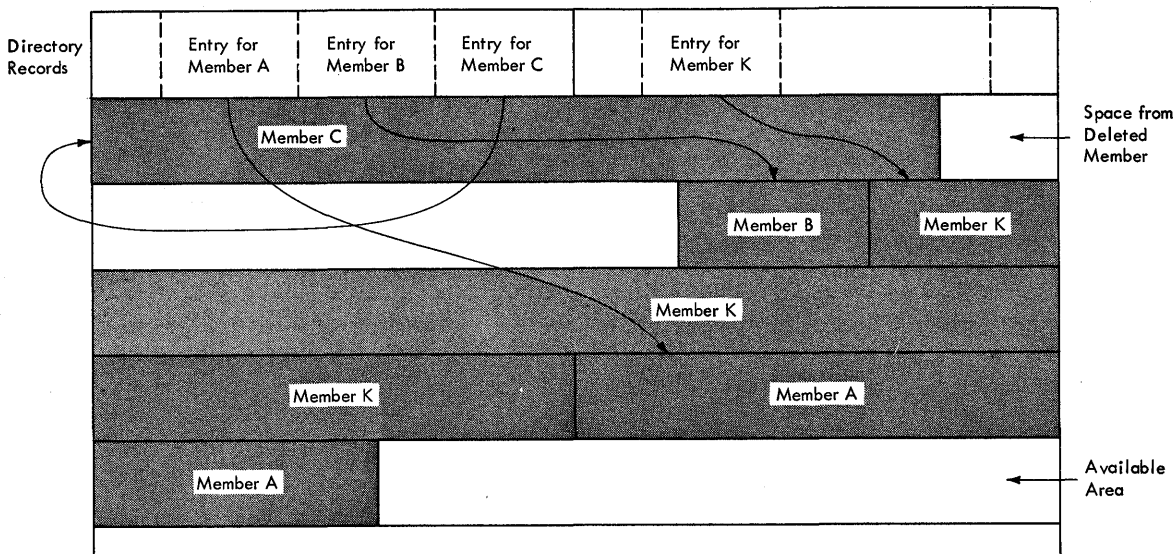 Directory
Records
Entry for
Member A
Entry for
Member B
Entry for
Member C
Entry for
Member K
Member C
Space from
Deleted
Member
Member B
Member K
Member K
Member K
Member A
Member A
Available
Area